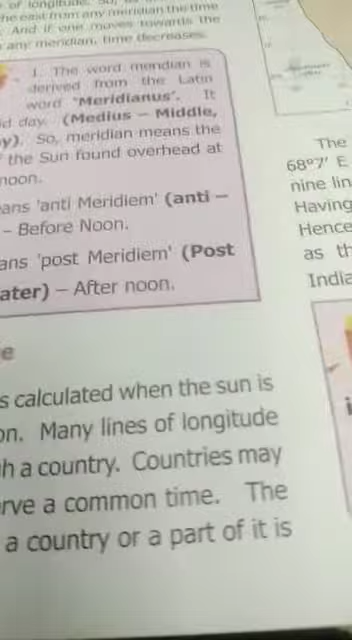 of longitude. So, as
the east from any meridian the time
And if one moves towards the
any meridian, time decreases.
1. The word meridian is
derived from the Latin
word 'Meridianus'. It
id day. (Medius – Middle,
y). So, meridian means the
the Sun found overhead at
noon.
ans 'anti Meridiem' (anti –
– Before Noon.
ans 'post Meridiem' (Post
ater) – After noon.
e
s calculated when the sun is
on. Many lines of longitude
h a country. Countries may
rve a common time. The
a country or a part of it is
The
68°7' E
nine lin
Having
Hence
as th
India
i